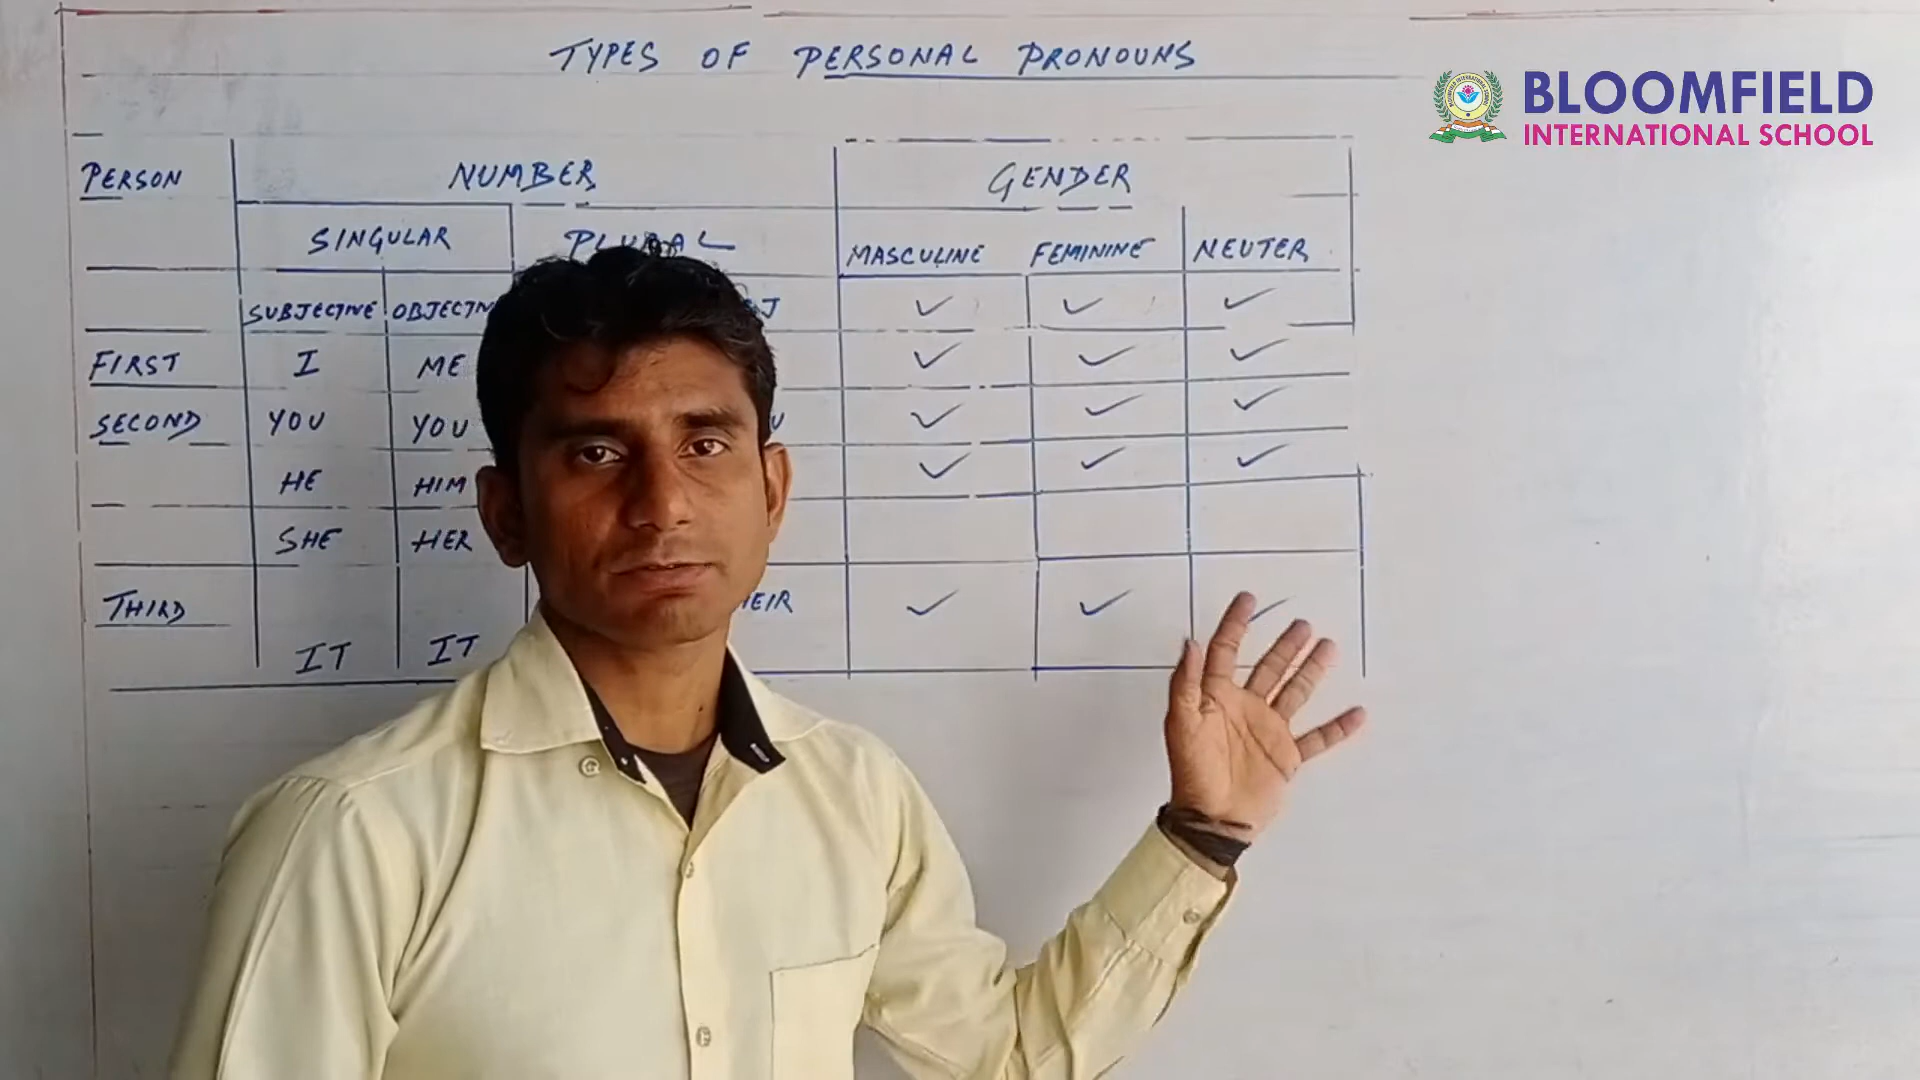 TYPES OF PERSONAL PRONOUNS
BLOOMFIELD
INTERNATIONAL SCHOOL
PERSON NUMBER GENDER
SINGULAR PLURAL MASCULINE FEMININE NEUTER
SUBJECTIVE
FIRST I ME
SECOND YOU YOU
HE HIM
SHE HER
THIRD
IT IT